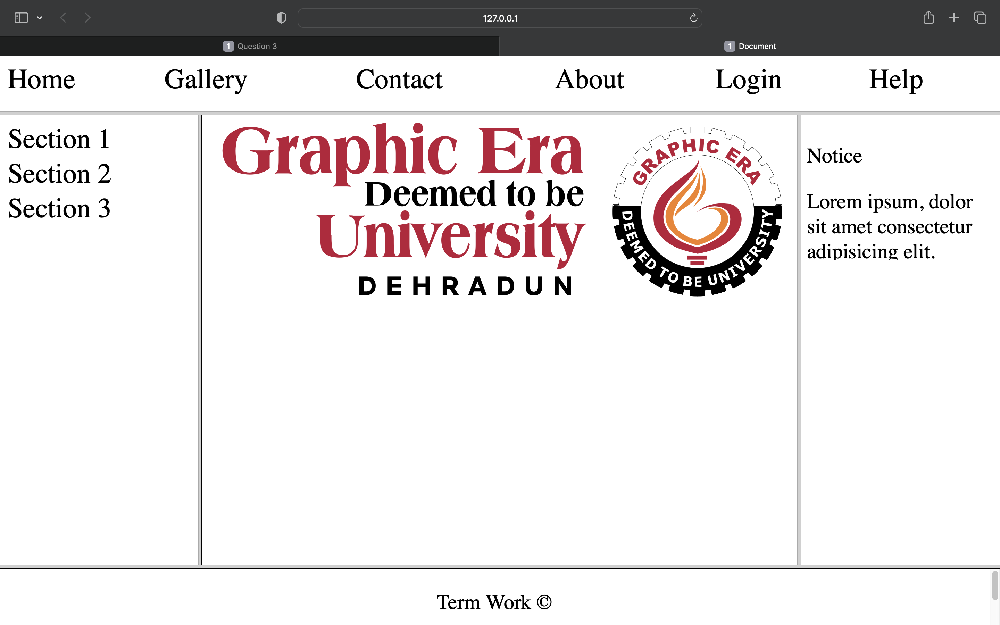 127.0.0.1
1 Question 3
1 Document
Home Gallery Contact About Login Help
Section 1
Section 2
Section 3
Graphic Era
Deemed to be
University
DEHRADUN
GRAPHIC ERA
DEEMED TO BE UNIVERSITY
Notice
Lorem ipsum, dolor
sit amet consectetur
adipisicing elit.
Term Work ©